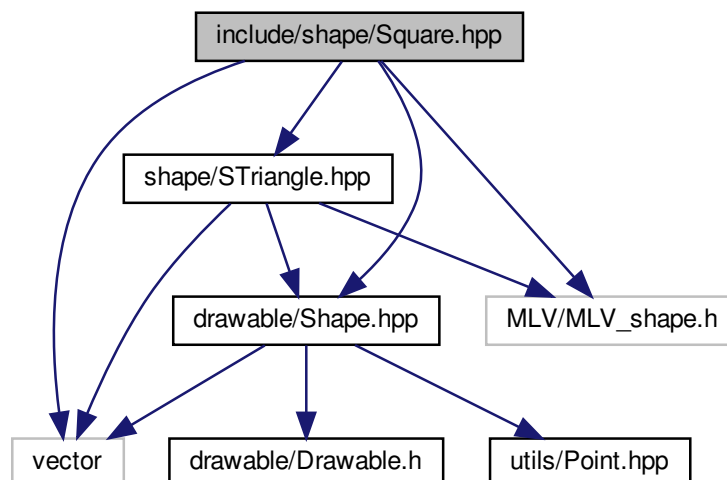 include/shape/Square.hpp
shape/STriangle.hpp
drawable/Shape.hpp
MLV/MLV_shape.h
vector
drawable/Drawable.h
utils/Point.hpp